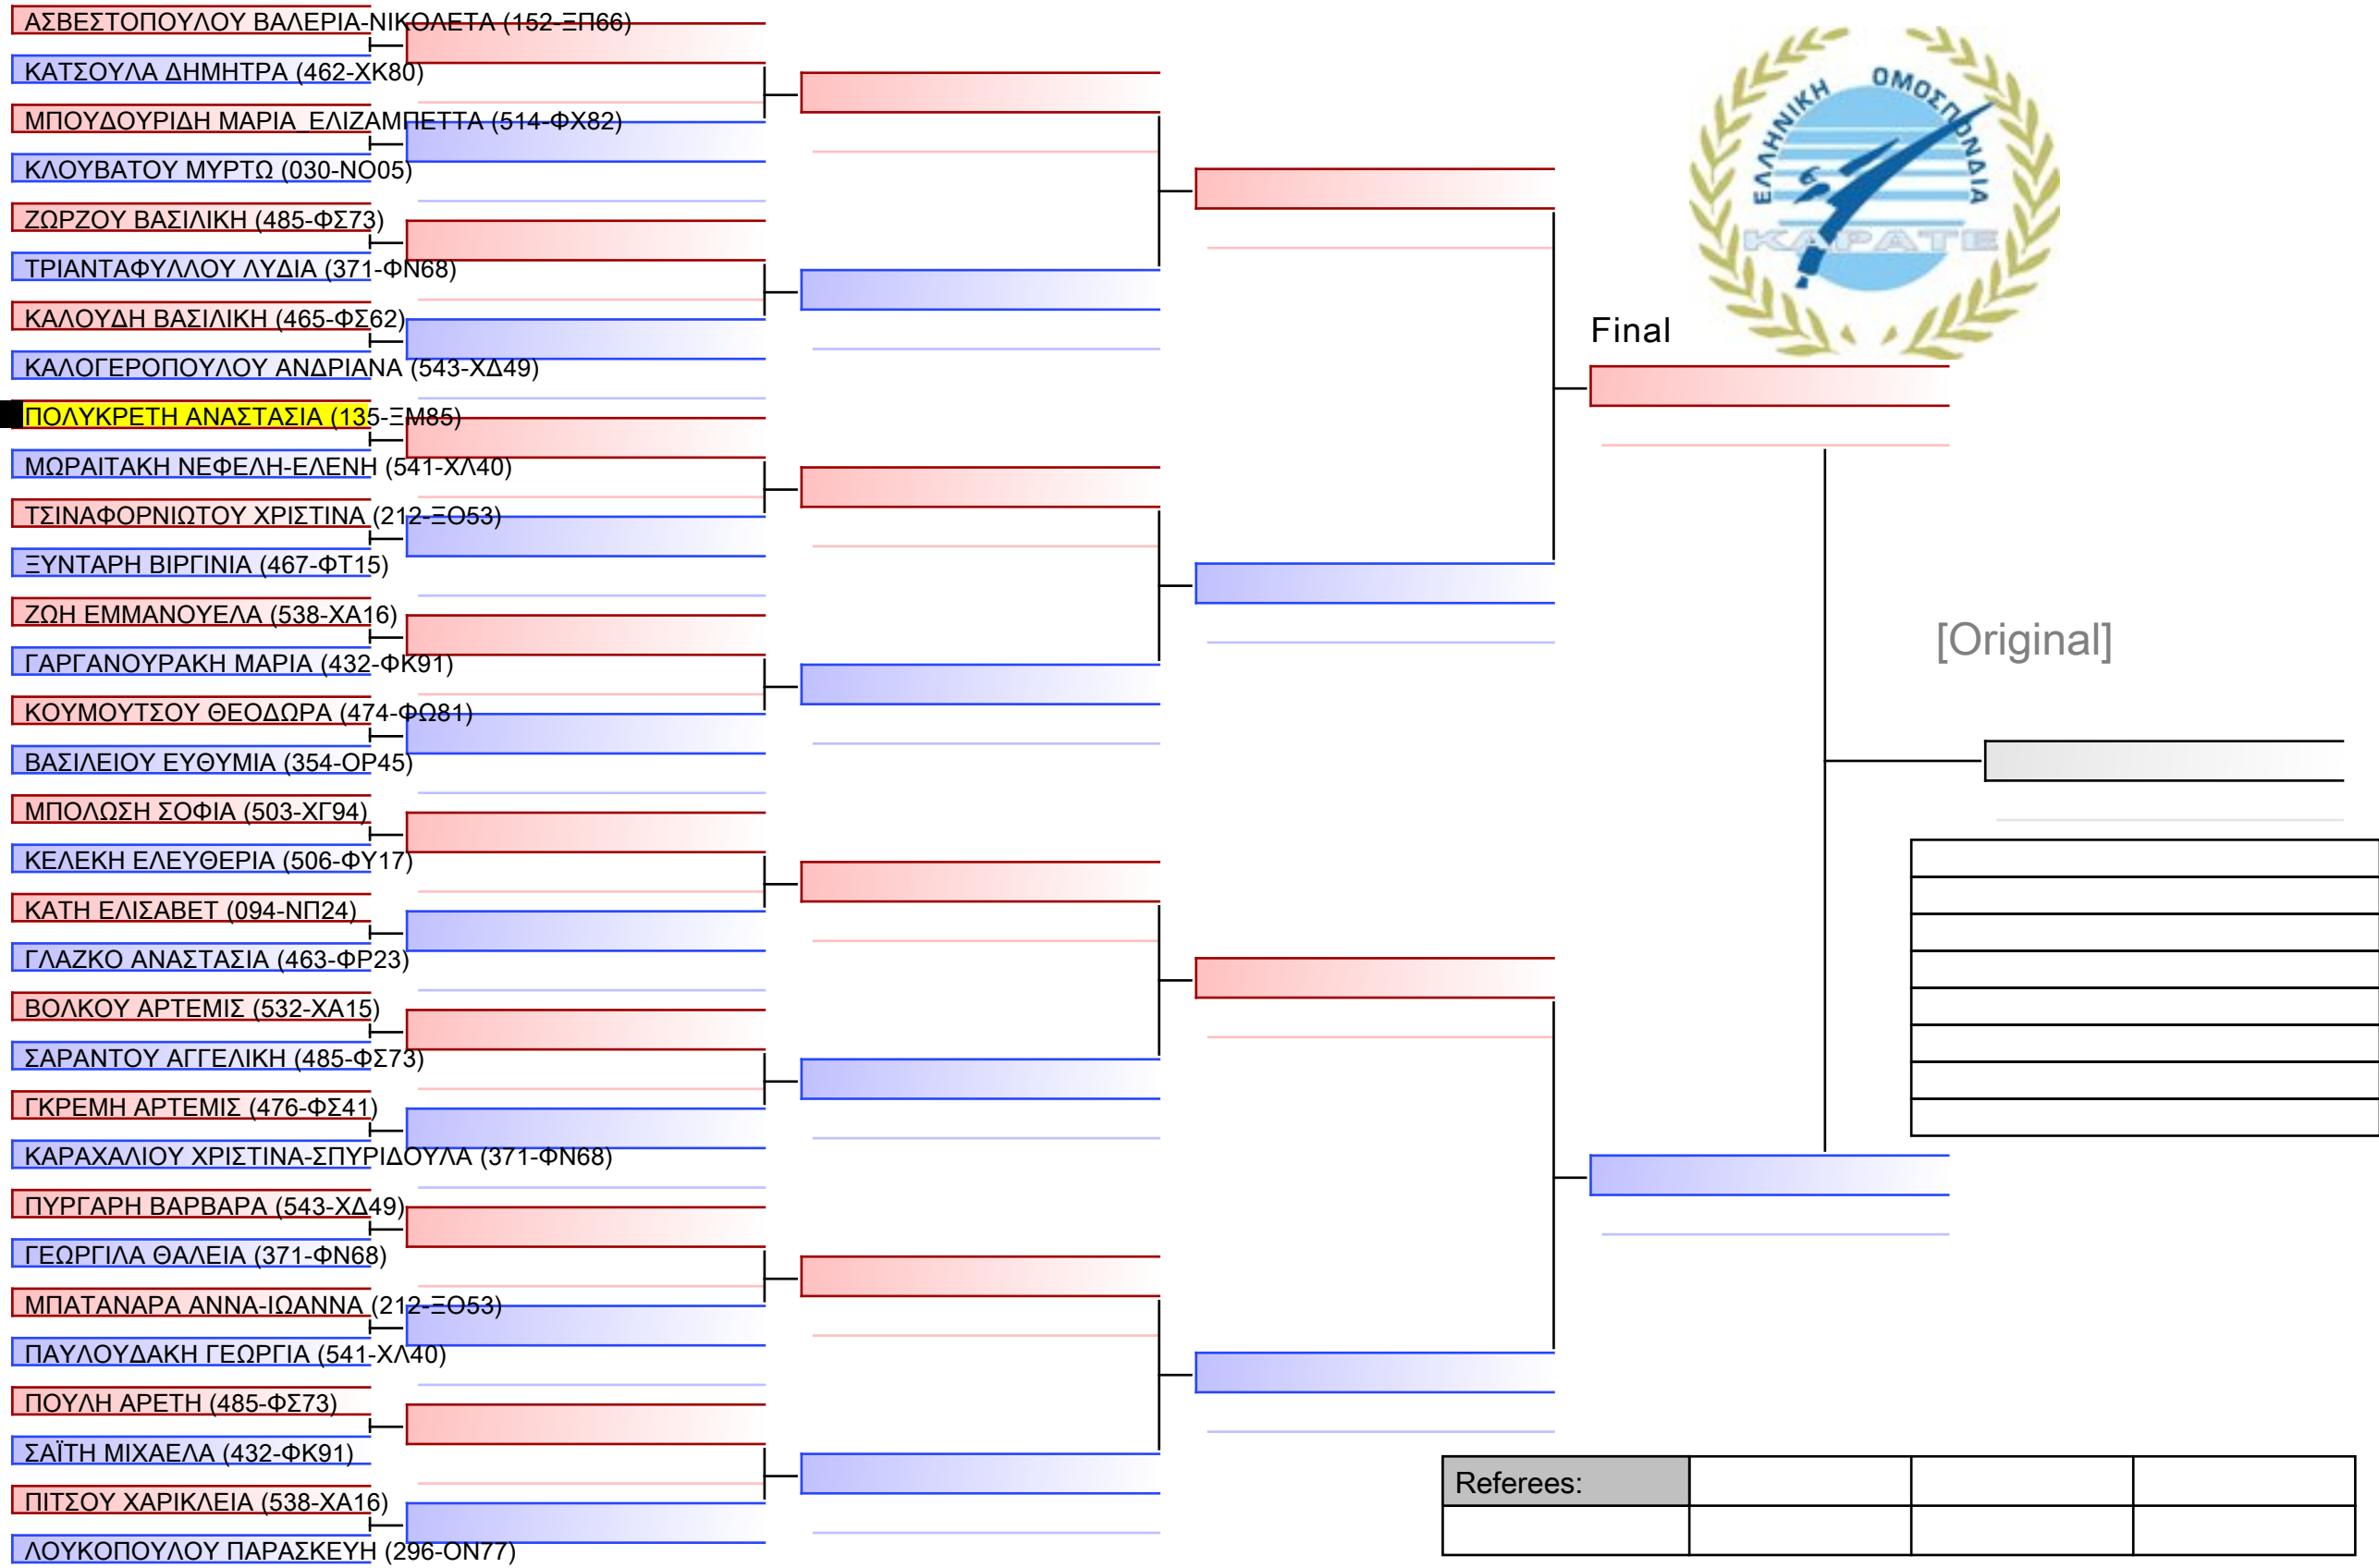 ΑΣΒΕΣΤΟΠΟΥΛΟΥ ΒΑΛΕΡΙΑ-ΝΙΚΟΛΕΤΑ (152-ΞΠ66)
ΚΑΤΣΟΥΛΑ ΔΗΜΗΤΡΑ (462-ΧΚ80)
ΜΠΟΥΔΟΥΡΙΔΗ ΜΑΡΙΑ ΕΛΙΖΑΜΠΕΤΤΑ (514-ΦΧ82)
ΚΛΟΥΒΑΤΟΥ ΜΥΡΤΩ (030-ΝΟ05)
ΖΩΡΖΟΥ ΒΑΣΙΛΙΚΗ (485-ΦΣ73)
ΤΡΙΑΝΤΑΦΥΛΛΟΥ ΛΥΔΙΑ (371-ΦΝ68)
ΚΑΛΟΥΔΗ ΒΑΣΙΛΙΚΗ (465-ΦΣ62)
ΚΑΛΟΓΕΡΟΠΟΥΛΟΥ ΑΝΔΡΙΑΝΑ (543-ΧΔ49)
ΠΟΛΥΚΡΕΤΗ ΑΝΑΣΤΑΣΙΑ (135-ΞΜ85)
ΜΩΡΑΙΤΑΚΗ ΝΕΦΕΛΗ-ΕΛΕΝΗ (541-ΧΛ40)
ΤΣΙΝΑΦΟΡΝΙΩΤΟΥ ΧΡΙΣΤΙΝΑ (212-ΞΟ53)
ΞΥΝΤΑΡΗ ΒΙΡΓΙΝΙΑ (467-ΦΤ15)
ΖΩΗ ΕΜΜΑΝΟΥΕΛΑ (538-ΧΑ16)
ΓΑΡΓΑΝΟΥΡΑΚΗ ΜΑΡΙΑ (432-ΦΚ91)
ΚΟΥΜΟΥΤΣΟΥ ΘΕΟΔΩΡΑ (474-ΦΩ81)
ΒΑΣΙΛΕΙΟΥ ΕΥΘΥΜΙΑ (354-ΟΡ45)
ΜΠΟΛΩΣΗ ΣΟΦΙΑ (503-ΧΓ94)
ΚΕΛΕΚΗ ΕΛΕΥΘΕΡΙΑ (506-ΦΥ17)
ΚΑΤΗ ΕΛΙΣΑΒΕΤ (094-ΝΠ24)
ΓΛΑΖΚΟ ΑΝΑΣΤΑΣΙΑ (463-ΦΡ23)
ΒΟΛΚΟΥ ΑΡΤΕΜΙΣ (532-ΧΑ15)
ΣΑΡΑΝΤΟΥ ΑΓΓΕΛΙΚΗ (485-ΦΣ73)
ΓΚΡΕΜΗ ΑΡΤΕΜΙΣ (476-ΦΣ41)
ΚΑΡΑΧΑΛΙΟΥ ΧΡΙΣΤΙΝΑ-ΣΠΥΡΙΔΟΥΛΑ (371-ΦΝ68)
ΠΥΡΓΑΡΗ ΒΑΡΒΑΡΑ (543-ΧΔ49)
ΓΕΩΡΓΙΛΑ ΘΑΛΕΙΑ (371-ΦΝ68)
ΜΠΑΤΑΝΑΡΑ ΑΝΝΑ-ΙΩΑΝΝΑ (212-ΞΟ53)
ΠΑΥΛΟΥΔΑΚΗ ΓΕΩΡΓΙΑ (541-ΧΛ40)
ΠΟΥΛΗ ΑΡΕΤΗ (485-ΦΣ73)
ΣΑΪΤΗ ΜΙΧΑΕΛΑ (432-ΦΚ91)
ΠΙΤΣΟΥ ΧΑΡΙΚΛΕΙΑ (538-ΧΑ16)
ΛΟΥΚΟΠΟΥΛΟΥ ΠΑΡΑΣΚΕΥΗ (296-ΟΝ77)
ΕΛΛΗΝΙΚΗ ΟΜΟΣΠΟΝΔΙΑ
ΚΑΡΑΤΕ
Final
[Original]
Referees: